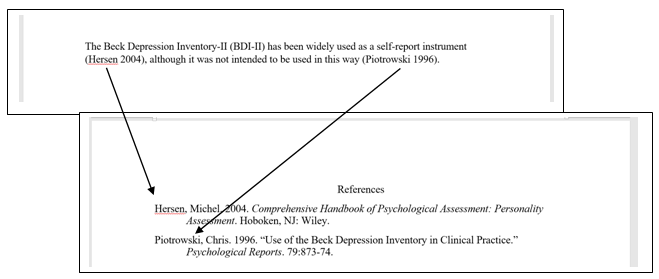 The Beck Depression Inventory-II (BDI-II) has been widely used as a self-report instrument
(Hersen 2004), although it was not intended to be used in this way (Piotrowski 1996).
References
Hersen, Michel. 2004. Comprehensive Handbook of Psychological Assessment: Personality
Assessment. Hoboken, NJ: Wiley.
Piotrowski, Chris. 1996. “Use of the Beck Depression Inventory in Clinical Practice.”
Psychological Reports. 79:873-74.